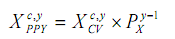 X_{PPY}^{c,y} = X_{CV}^{c,y} × P_X^{y-1}